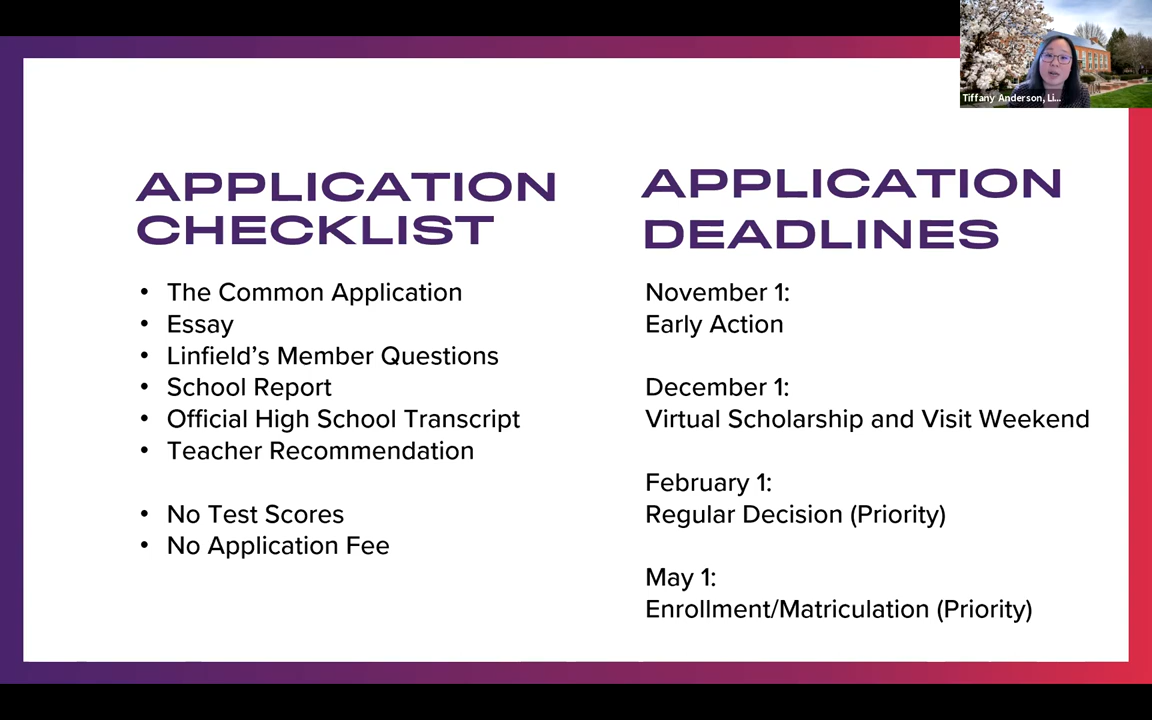 Tiffany Anderson, Li...
APPLICATION
CHECKLIST
• The Common Application
• Essay
• Linfield’s Member Questions
• School Report
• Official High School Transcript
• Teacher Recommendation
• No Test Scores
• No Application Fee
APPLICATION
DEADLINES
November 1:
Early Action
December 1:
Virtual Scholarship and Visit Weekend
February 1:
Regular Decision (Priority)
May 1:
Enrollment/Matriculation (Priority)